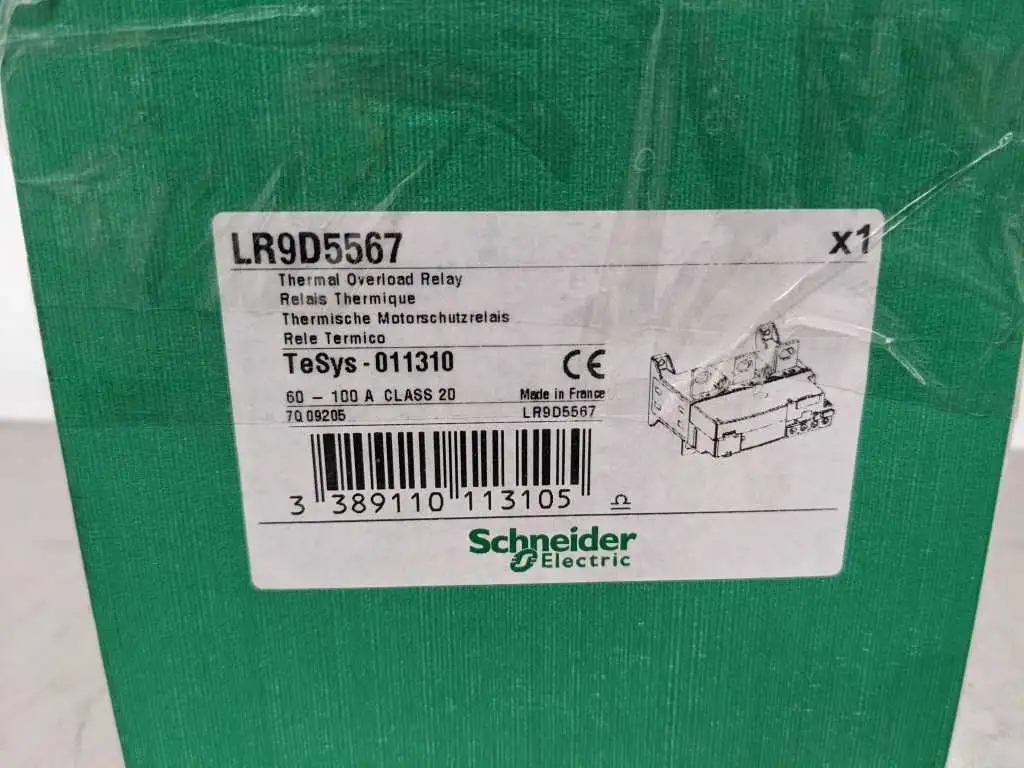 LR9D5567 x1
Thermal Overload Relay
Relais Thermique
Thermische Motorschutzrelais
Rele Termico
TeSys - 011310 CE
60 - 100 A CLASS 20 Made in France
7Q 09205 LR9D5567
3 389110 113105
Schneider
Electric